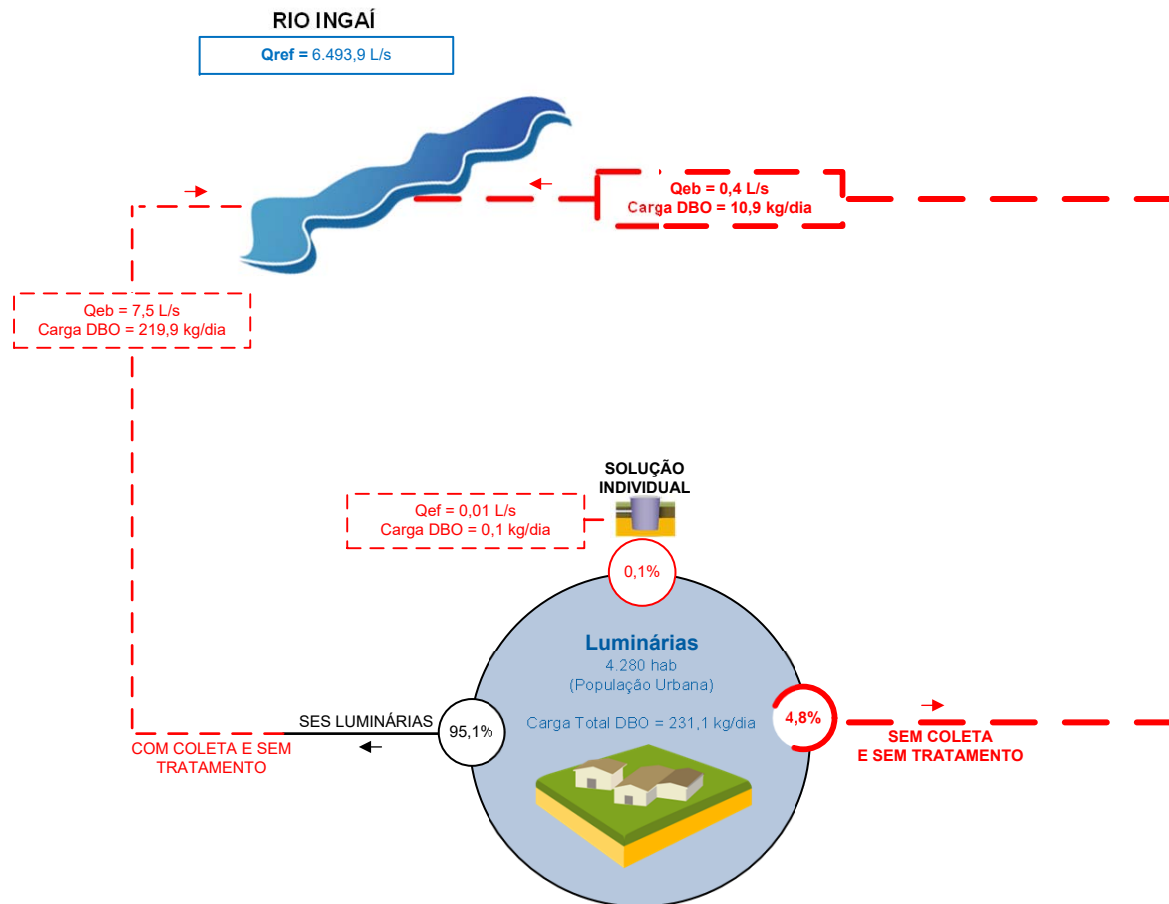 RIO INGAÍ
Qref = 6.493,9 L/s
Qeb = 0,4 L/s
Carga DBO = 10,9 kg/dia
Qeb = 7,5 L/s
Carga DBO = 219,9 kg/dia
SOLUÇÃO
INDIVIDUAL
Qef = 0,01 L/s
Carga DBO = 0,1 kg/dia
0,1%
Luminárias
4.280 hab
(População Urbana)
Carga Total DBO = 231,1 kg/dia
SES LUMINÁRIAS
95,1%
4,8%
COM COLETA E SEM
TRATAMENTO
SEM COLETA
E SEM TRATAMENTO